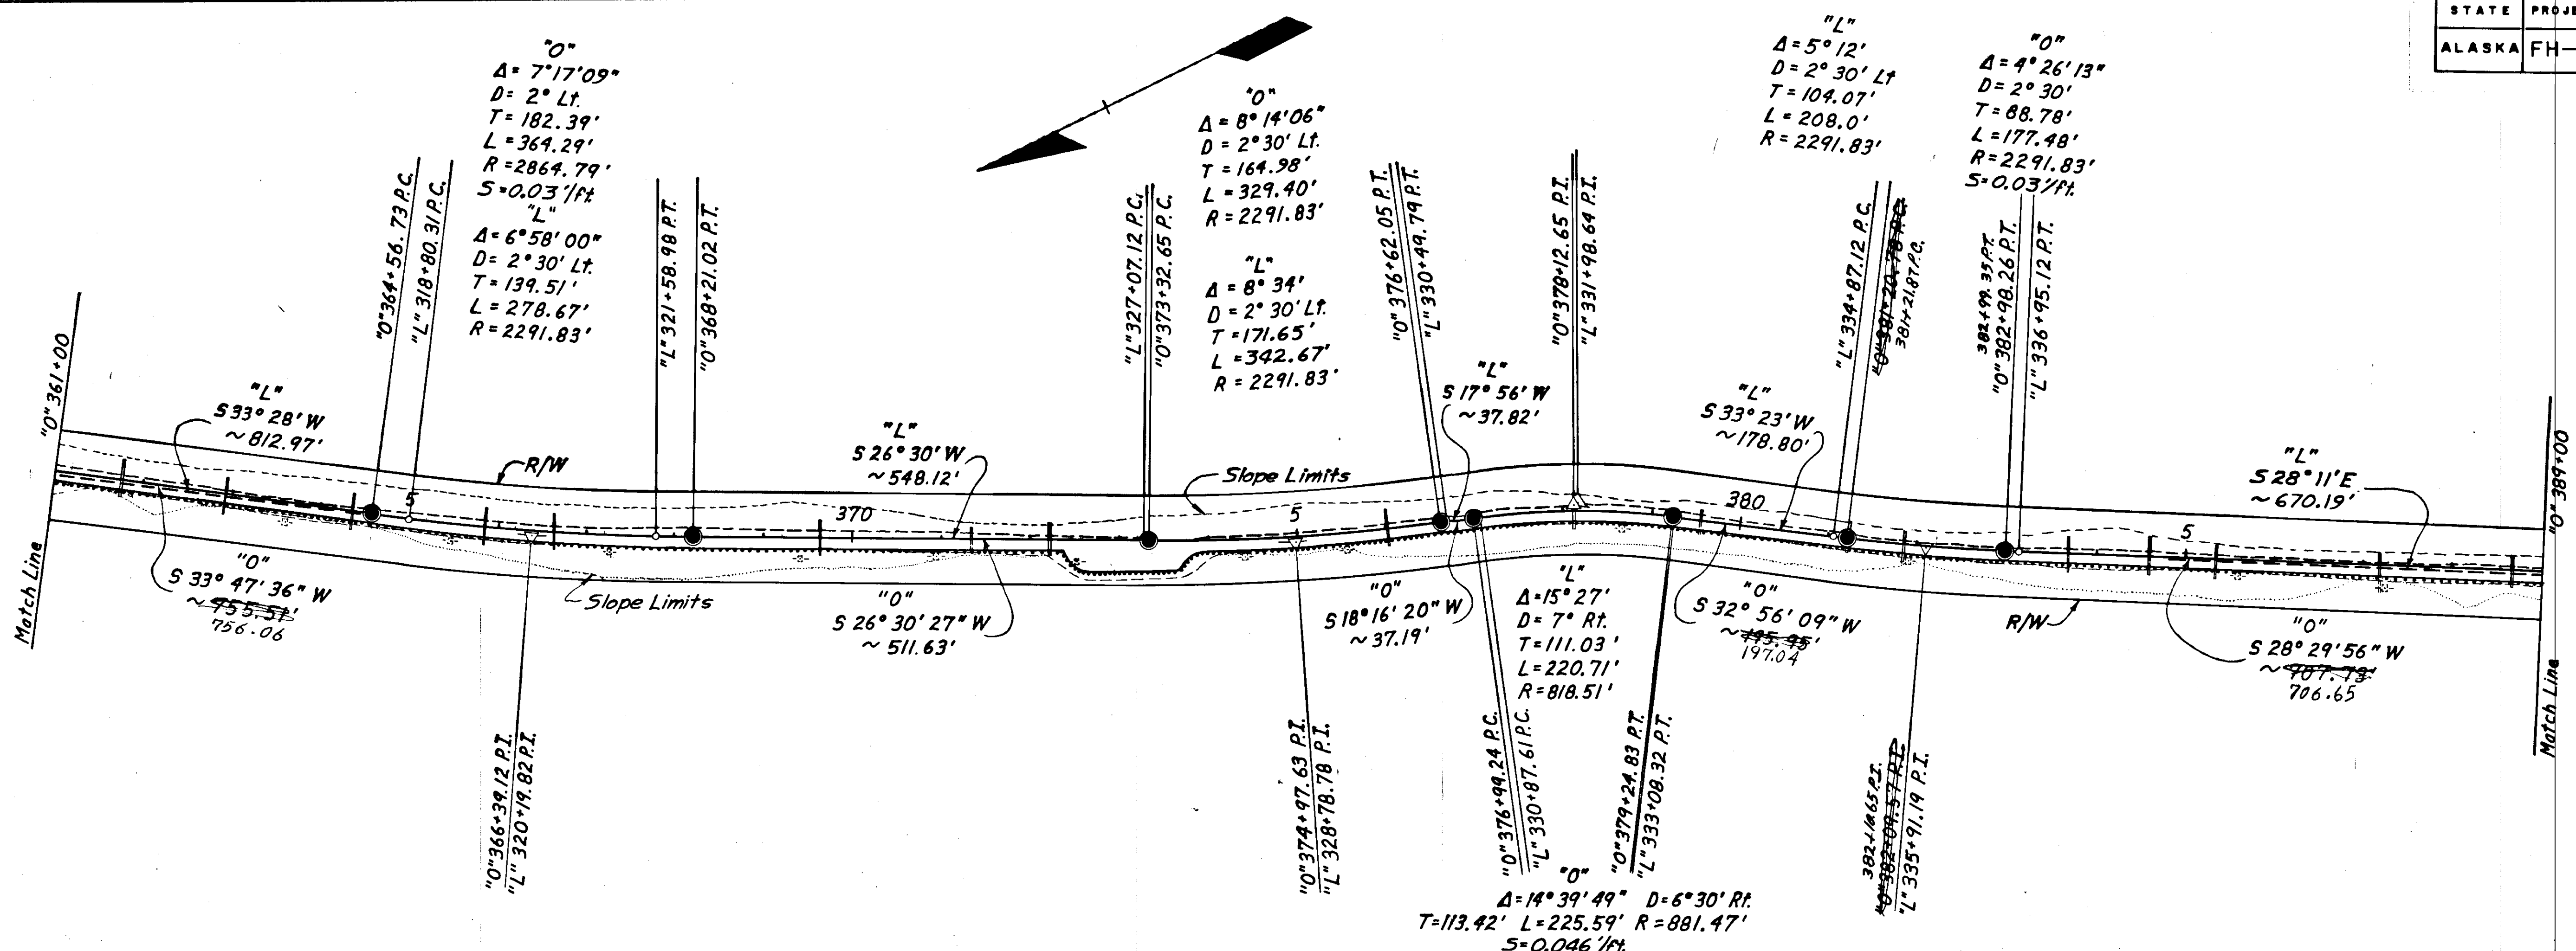 STATE PROJE
ALASKA FH—
"O"
Δ = 7°17'09"
D = 2° Lt.
T = 182.39'
L = 364.29'
R = 2864.79'
S = 0.03'/ft.
"L"
Δ = 6°58'00"
D = 2°30' Lt.
T = 139.51'
L = 278.67'
R = 2291.83'
"O"
Δ = 8°14'06"
D = 2°30' Lt.
T = 164.98'
L = 329.40'
R = 2291.83'
"L"
Δ = 8°34'
D = 2°30' Lt.
T = 171.65'
L = 342.67'
R = 2291.83'
"L"
Δ = 5°12'
D = 2°30' Lt
T = 104.07'
L = 208.0'
R = 2291.83'
"O"
Δ = 4°26'13"
D = 2°30'
T = 88.78'
L = 177.48'
R = 2291.83'
S = 0.03'/ft.
"O" 361+00
"O" 364+56.73 P.C.
"L" 318+80.31 P.C.
"L" 321+58.98 P.T.
"O" 368+21.02 P.T.
"L" 327+07.12 P.C.
"O" 373+32.65 P.C.
"O" 376+62.05 P.T.
"L" 330+49.79 P.T.
"O" 378+12.65 P.I.
"L" 331+98.64 P.I.
"L" 334+87.12 P.C.
"O" 381+20.78 P.C.
381+21.87 P.C.
382+99.35 P.T.
"O" 382+98.26 P.T.
"L" 336+95.12 P.T.
"O" 389+00
"L"
S 33° 28' W
~ 812.97'
R/W
"L"
S 26° 30' W
~ 548.12'
Slope Limits
"L"
S 17° 56' W
~ 37.82'
"L"
S 33° 23' W
~ 178.80'
"L"
S 28° 11' E
~ 670.19'
5
370
5
380
5
Match Line
"O"
S 33° 47' 36" W
~ 755.51'
756.06
Slope Limits
"O"
S 26° 30' 27" W
~ 511.63'
"O"
S 18° 16' 20" W
~ 37.19'
"L"
Δ = 15° 27'
D = 7° Rt.
T = 111.03'
L = 220.71'
R = 818.51'
"O"
S 32° 56' 09" W
~ 195.95'
197.04
R/W
"O"
S 28° 29' 56" W
~ 707.73'
706.65
Match Line
"O" 366+39.12 P.I.
"L" 320+19.82 P.I.
"O" 374+97.63 P.I.
"L" 328+78.78 P.I.
"O" 376+99.24 P.C.
"L" 330+87.61 P.C.
"O" 379+24.83 P.T.
"L" 333+08.32 P.T.
382+10.65 P.I.
"O" 382+09.57 P.I.
"L" 335+91.19 P.I.
"O"
Δ = 14° 39' 49" D = 6° 30' Rt.
T = 113.42' L = 225.59' R = 881.47'
S = 0.046'/ft.